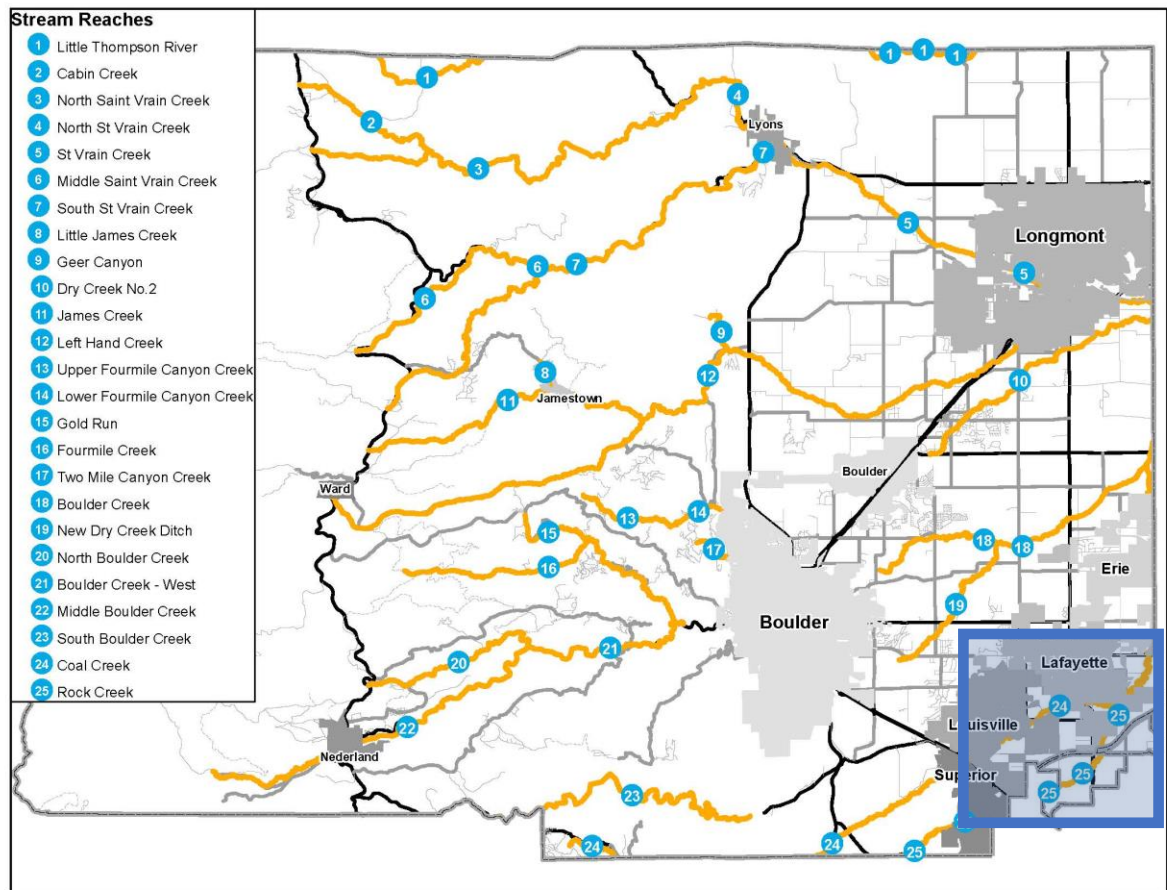 Stream Reaches
1 Little Thompson River
2 Cabin Creek
3 North Saint Vrain Creek
4 North St Vrain Creek
5 St Vrain Creek
6 Middle Saint Vrain Creek
7 South St Vrain Creek
8 Little James Creek
9 Geer Canyon
10 Dry Creek No.2
11 James Creek
12 Left Hand Creek
13 Upper Fourmile Canyon Creek
14 Lower Fourmile Canyon Creek
15 Gold Run
16 Fourmile Creek
17 Two Mile Canyon Creek
18 Boulder Creek
19 New Dry Creek Ditch
20 North Boulder Creek
21 Boulder Creek - West
22 Middle Boulder Creek
23 South Boulder Creek
24 Coal Creek
25 Rock Creek
1 1 1
1
4
2
Lyons
7
3
5
Longmont
6 7
5
6
9
8
12
10
Jamestown
11
Boulder
Ward
14
13
15
18 18
17
16
Erie
19
Boulder
21
20
Lafayette
24
25
22
Louisville
Nederland
Superior
25
25
23
24
24
25